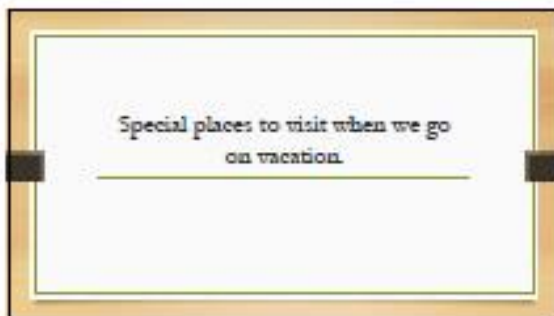 Special places to visit when we go
on vacation.